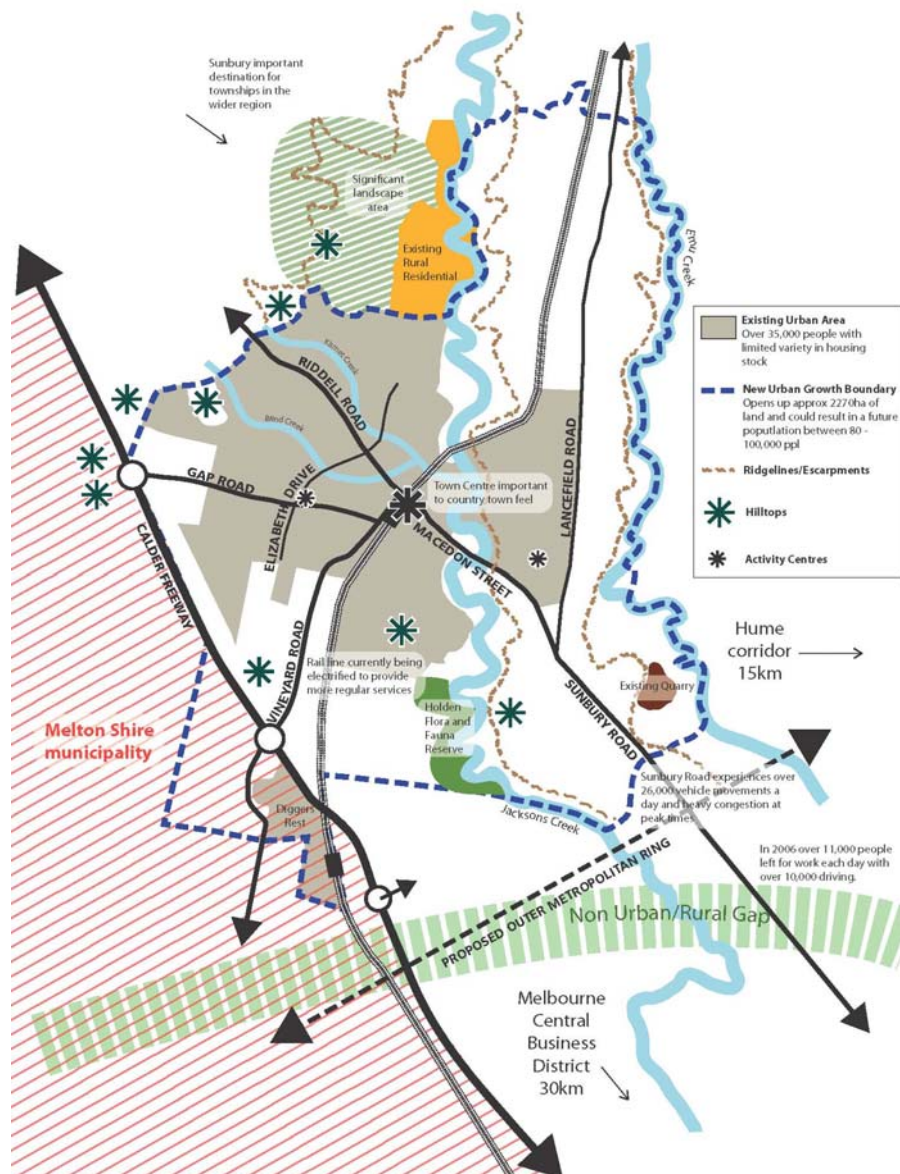 Sunbury important
destination for
townships in the
wider region
Significant
landscape
area
Existing
Rural
Residential
Emu Creek
Existing Urban Area
Over 35,000 people with
limited variety in housing
stock
New Urban Growth Boundary
Opens up approx 2270ha of
land and could result in a future
poputlation between 80 -
100,000 ppl
Ridgelines/Escarpments
Hilltops
Activity Centres
Kismet Creek
RIDDELL ROAD
Blind Creek
LANCEFIELD ROAD
GAP ROAD
ELIZABETH DRIVE
Town Centre important
to country town feel
MACEDON STREET
CALDER FREEWAY
VINEYARD ROAD
Rail line currently being
electrified to provide
more regular services
Hume
corridor
15km
SUNBURY ROAD
Existing Quarry
Holden
Flora and
Fauna
Reserve
Melton Shire
municipality
Diggers
Rest
Jacksons Creek
Sunbury Road experiences over
26,000 vehicle movements a
day and heavy congestion at
peak times
In 2006 over 11,000 people
left for work each day with
over 10,000 driving.
PROPOSED OUTER METROPOLITAN RING
Non Urban/Rural Gap
Melbourne
Central
Business
District
30km